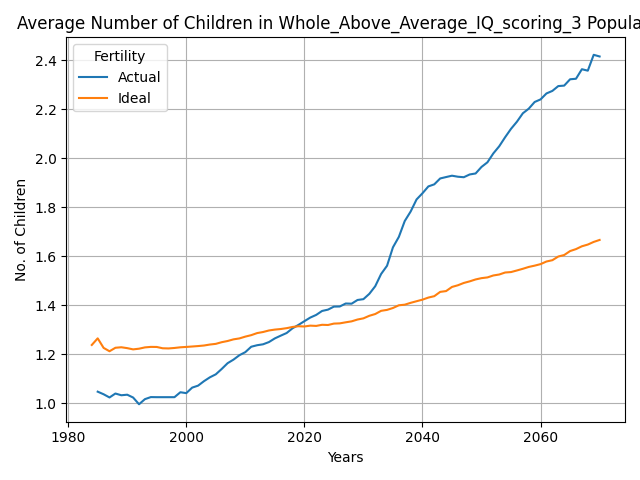 Average Number of Children in Whole_Above_Average_IQ_scoring_3 Popula
Fertility
Actual
Ideal
2.4
2.2
2.0
1.8
1.6
1.4
1.2
1.0
No. of Children
1980 2000 2020 2040 2060
Years